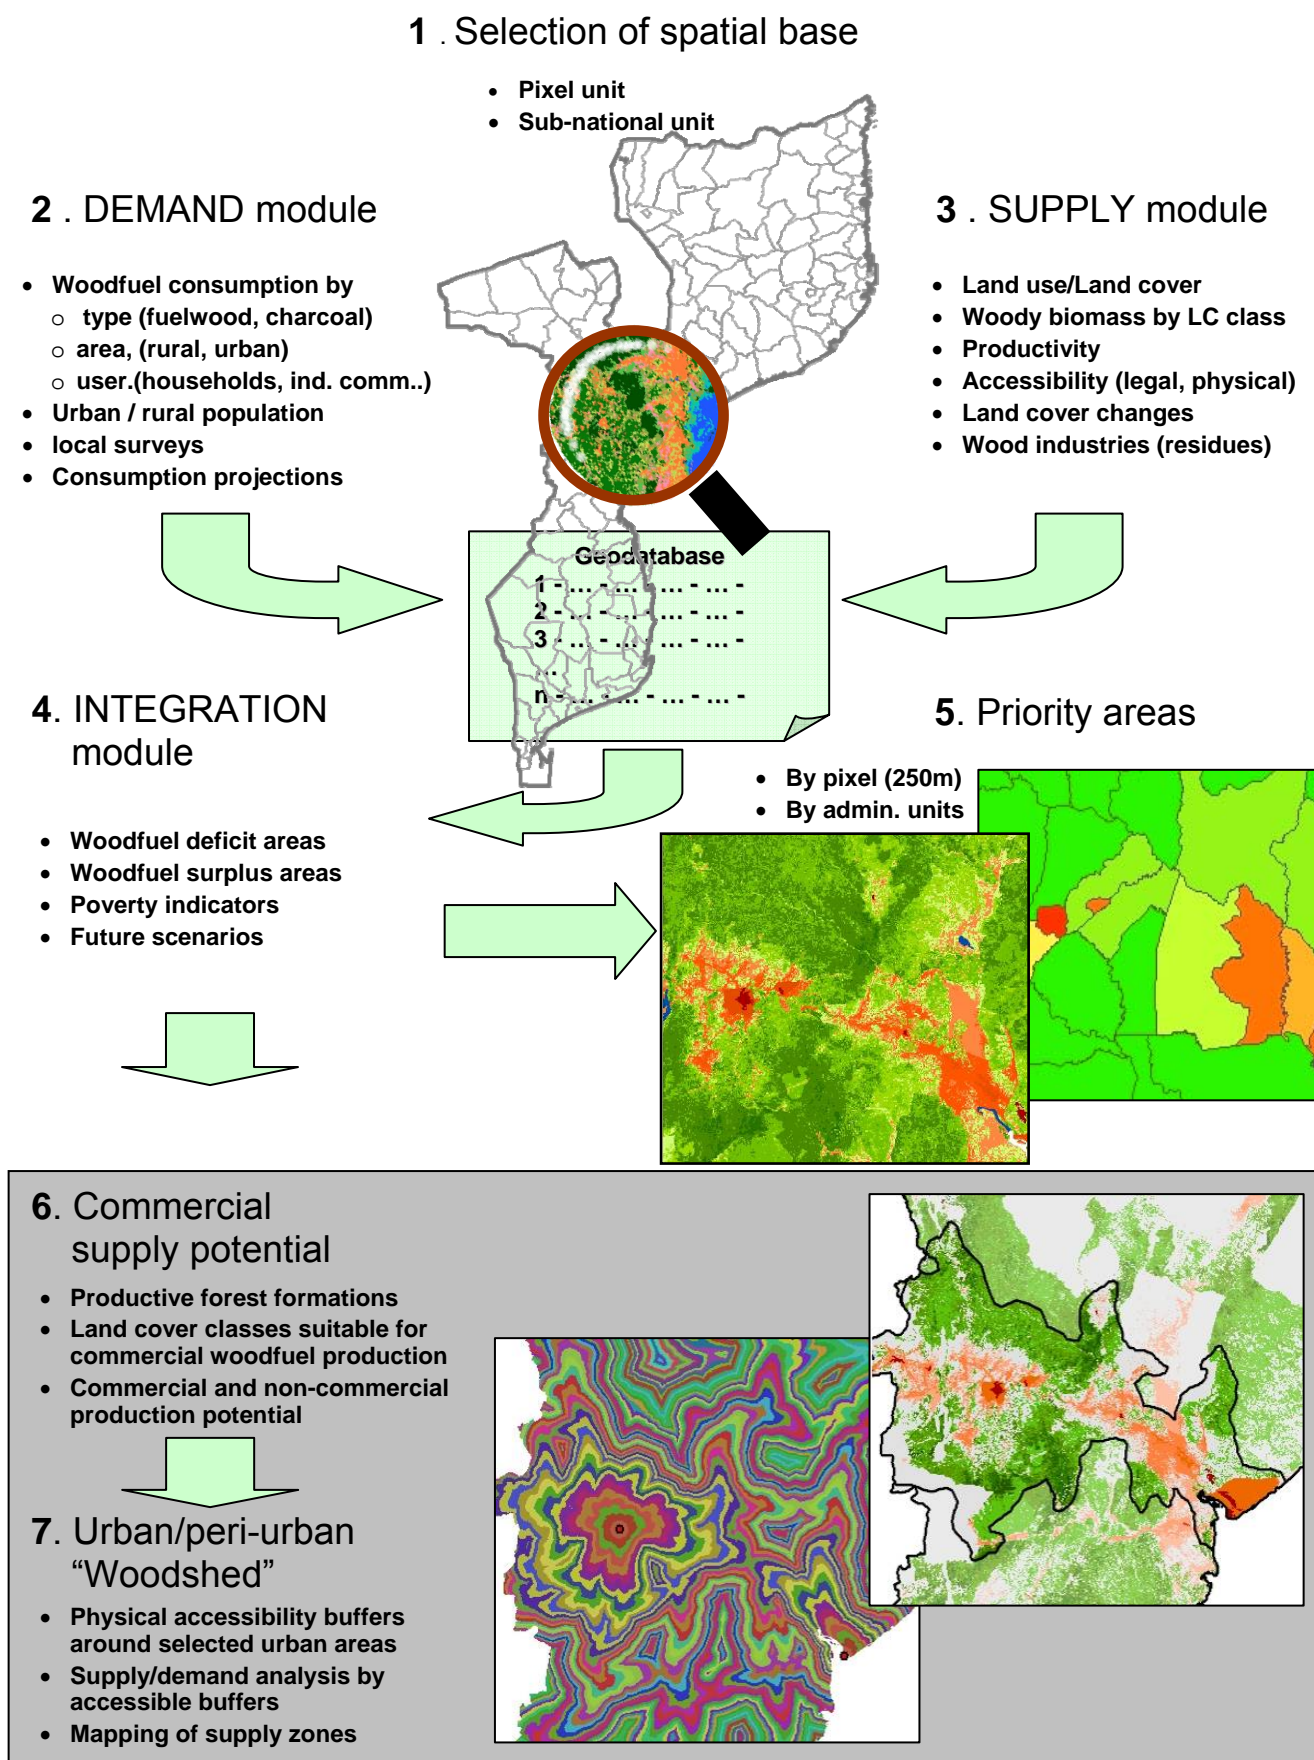 1 . Selection of spatial base
• Pixel unit
• Sub-national unit
2 . DEMAND module
• Woodfuel consumption by
o type (fuelwood, charcoal)
o area, (rural, urban)
o user.(households, ind. comm..)
• Urban / rural population
• local surveys
• Consumption projections
3 . SUPPLY module
• Land use/Land cover
• Woody biomass by LC class
• Productivity
• Accessibility (legal, physical)
• Land cover changes
• Wood industries (residues)
Geodatabase
1 - ... - ... - ... - ... -
2 - ... - ... - ... - ... -
3 - ... - ... - ... - ... -
...
n - ... - ... - ... - ... -
4. INTEGRATION
module
• Woodfuel deficit areas
• Woodfuel surplus areas
• Poverty indicators
• Future scenarios
5. Priority areas
• By pixel (250m)
• By admin. units
6. Commercial
supply potential
• Productive forest formations
• Land cover classes suitable for
commercial woodfuel production
• Commercial and non-commercial
production potential
7. Urban/peri-urban
“Woodshed”
• Physical accessibility buffers
around selected urban areas
• Supply/demand analysis by
accessible buffers
• Mapping of supply zones